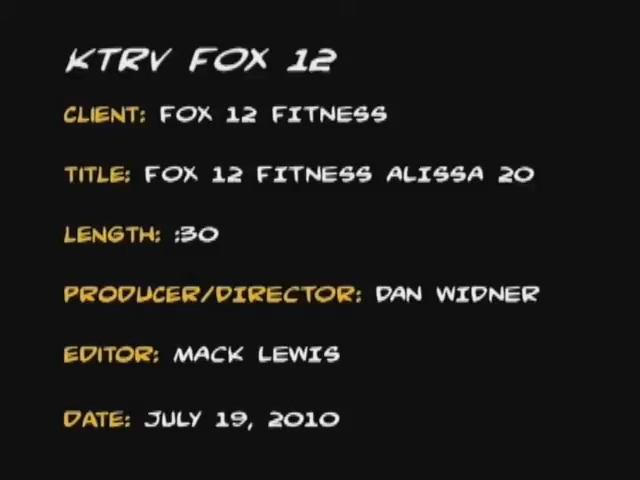 KTRV FOX 12
CLIENT: FOX 12 FITNESS
TITLE: FOX 12 FITNESS ALISSA 20
LENGTH: :30
PRODUCER/DIRECTOR: DAN WIDNER
EDITOR: MACK LEWIS
DATE: JULY 19, 2010